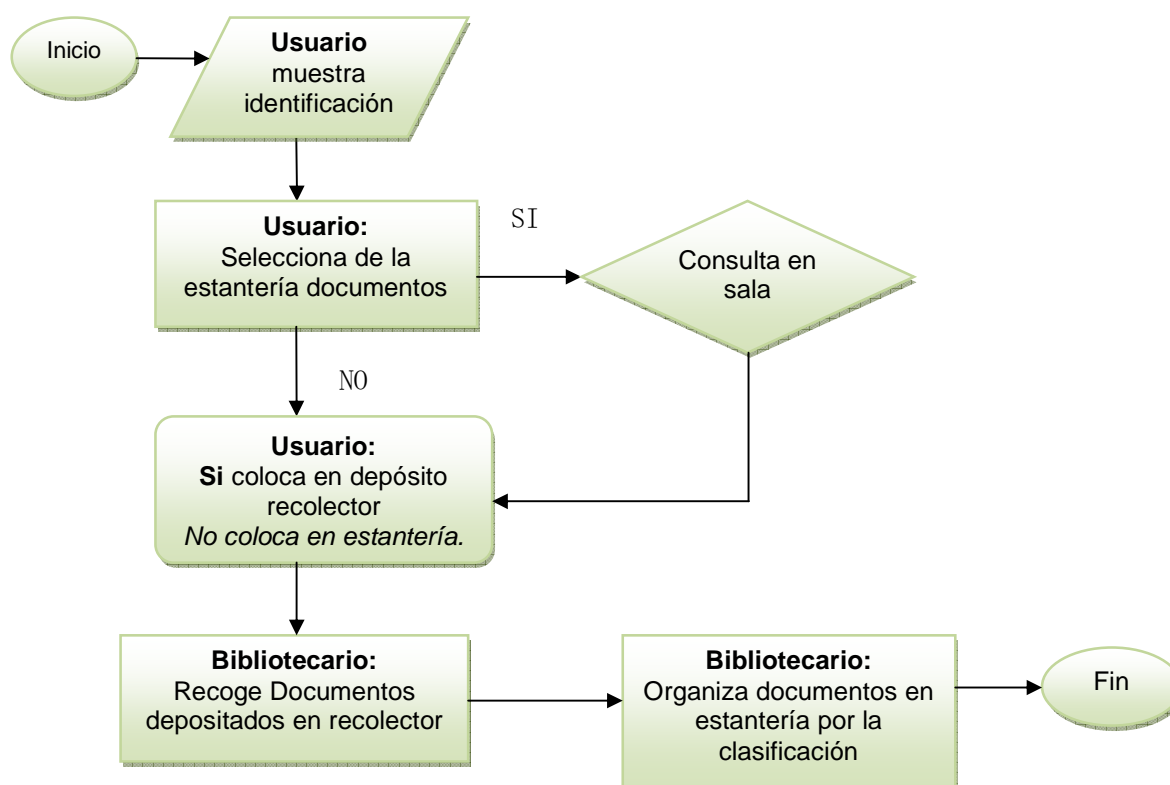 Inicio
Usuario
muestra
identificación
Usuario:
Selecciona de la
estantería documentos
SI
Consulta en
sala
NO
Usuario:
Si coloca en depósito
recolector
No coloca en estantería.
Bibliotecario:
Recoge Documentos
depositados en recolector
Bibliotecario:
Organiza documentos en
estantería por la
clasificación
Fin